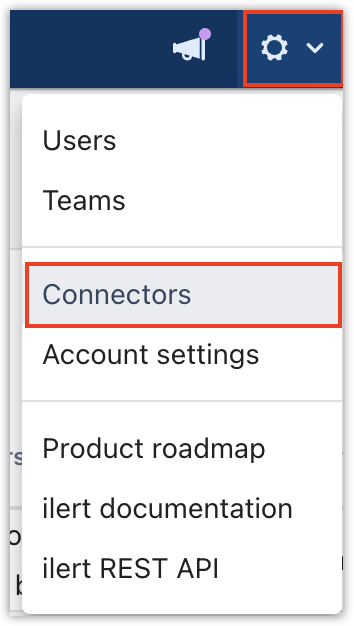 Users
Teams
Connectors
Account settings
Product roadmap
ilert documentation
ilert REST API